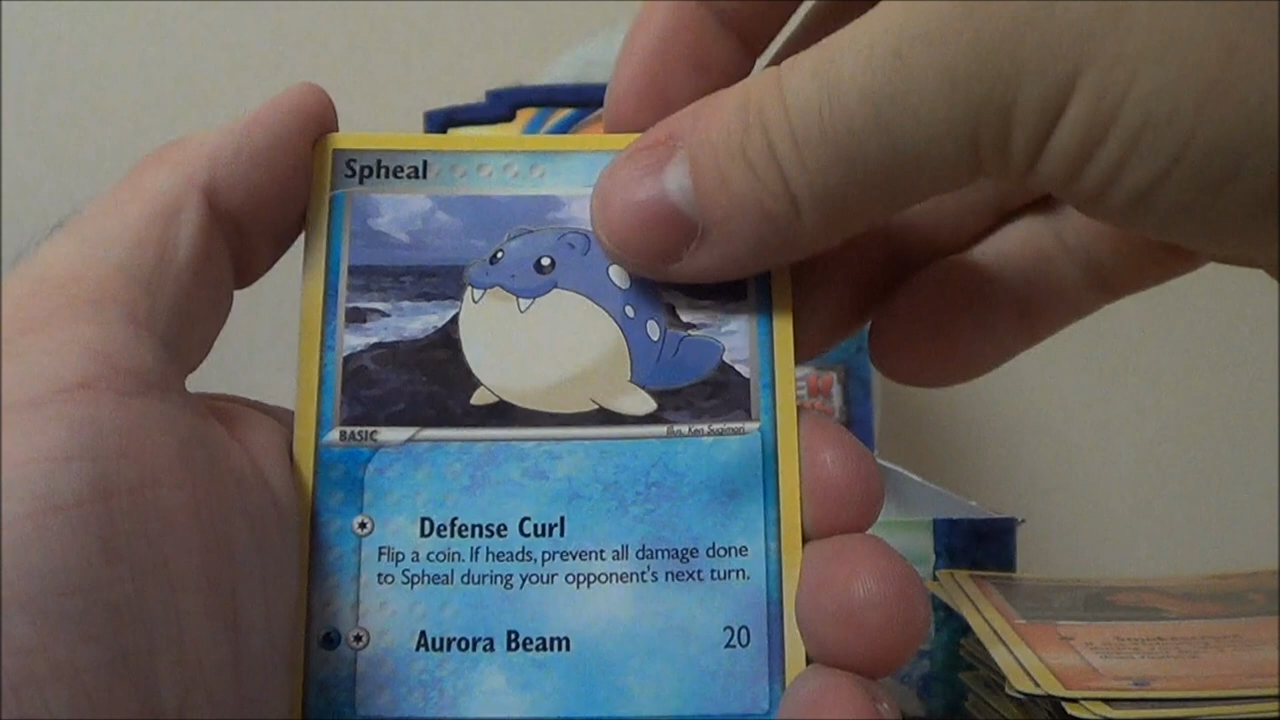 Spheal
BASIC
Illus. Ken Sugimori
Defense Curl
Flip a coin. If heads, prevent all damage done
to Spheal during your opponent's next turn.
Aurora Beam 20